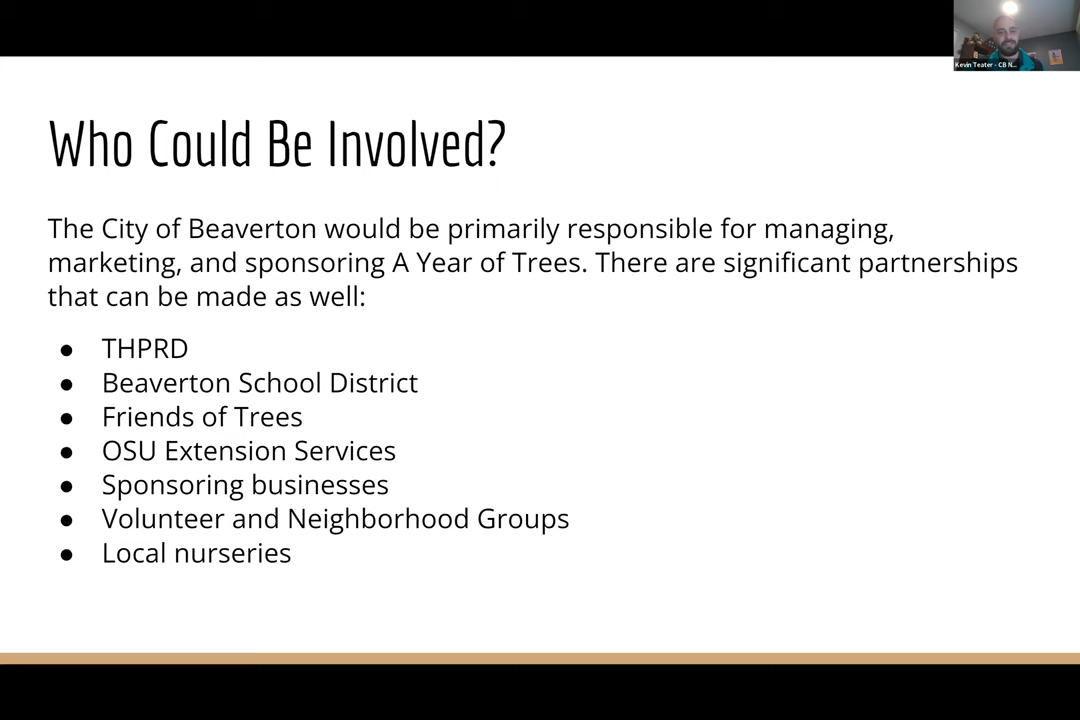 Kevin Teater - CB N...
Who Could Be Involved?
The City of Beaverton would be primarily responsible for managing,
marketing, and sponsoring A Year of Trees. There are significant partnerships
that can be made as well:
● THPRD
● Beaverton School District
● Friends of Trees
● OSU Extension Services
● Sponsoring businesses
● Volunteer and Neighborhood Groups
● Local nurseries